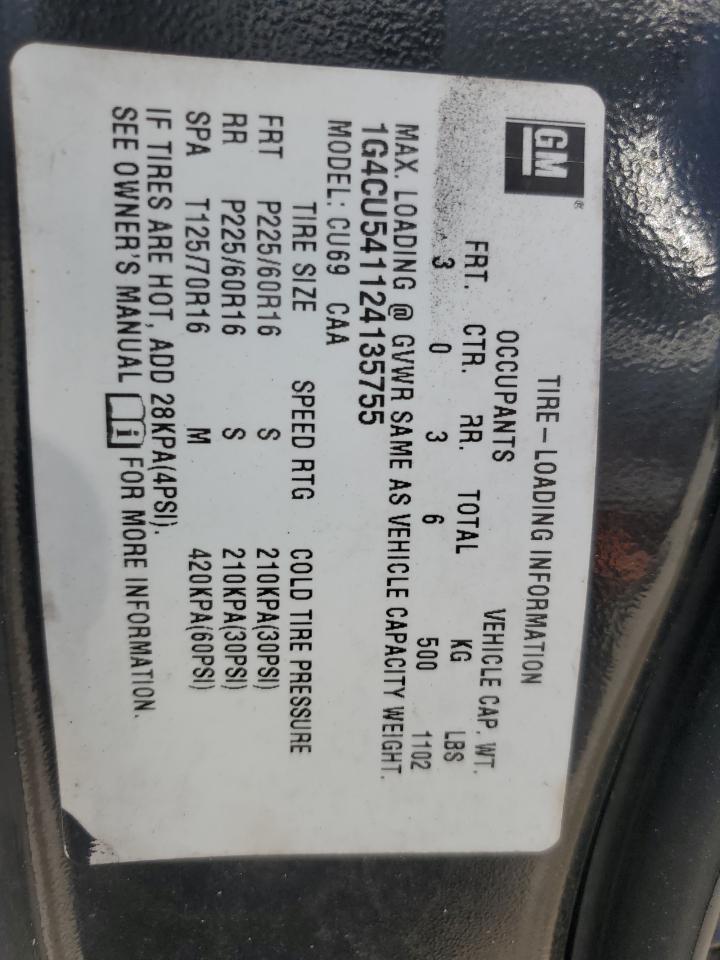 GM®
TIRE-LOADING INFORMATION
OCCUPANTS VEHICLE CAP. WT.
FRT. CTR. RR. TOTAL KG LBS
3 0 3 6 500 1102
MAX. LOADING @ GVWR SAME AS VEHICLE CAPACITY WEIGHT.
1G4CU541124135755
MODEL: CU69 CAA
TIRE SIZE SPEED RTG COLD TIRE PRESSURE
FRT P225/60R16 S 210KPA(30PSI)
RR P225/60R16 S 210KPA(30PSI)
SPA T125/70R16 M 420KPA(60PSI)
IF TIRES ARE HOT, ADD 28KPA(4PSI).
SEE OWNER'S MANUAL i FOR MORE INFORMATION.